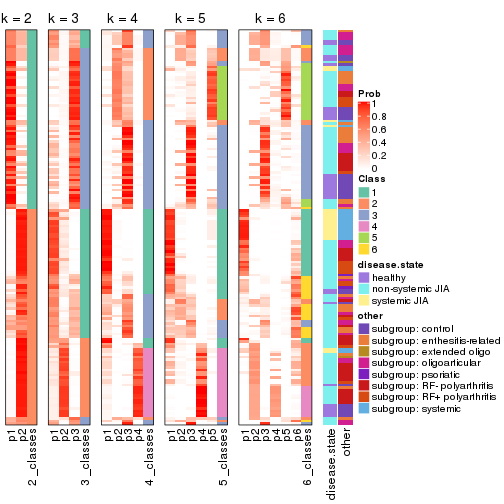 k = 2 k = 3 k = 4 k = 5 k = 6
Prob
1
0.8
0.6
0.4
0.2
0
Class
1
2
3
4
5
6
disease.state
healthy
non-systemic JIA
systemic JIA
other
subgroup: control
subgroup: enthesitis-related
subgroup: extended oligo
subgroup: oligoarticular
subgroup: psoriatic
subgroup: RF- polyarthritis
subgroup: RF+ polyarthritis
subgroup: systemic
p1 p2 2_classes p1 p2 p3 3_classes p1 p2 p3 p4 4_classes p1 p2 p3 p4 p5 5_classes p1 p2 p3 p4 p5 p6 6_classes disease.state other